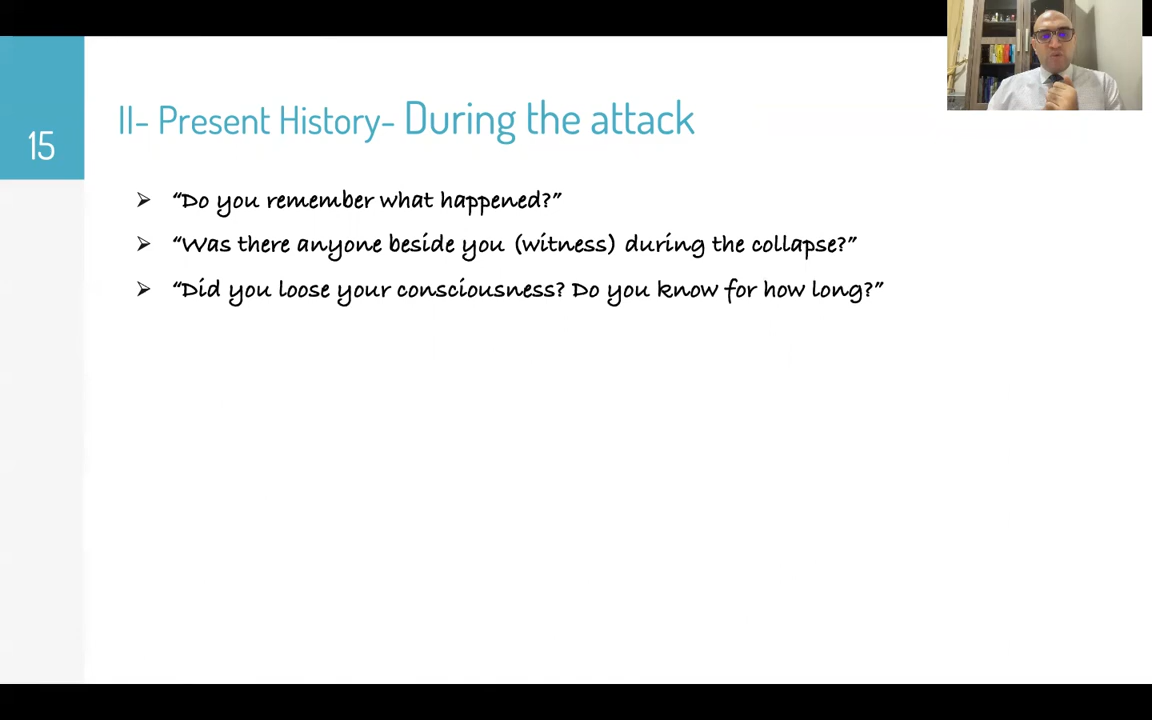 15
II- Present History- During the attack
“Do you remember what happened?”
“Was there anyone beside you (witness) during the collapse?”
“Did you loose your consciousness? Do you know for how long?”